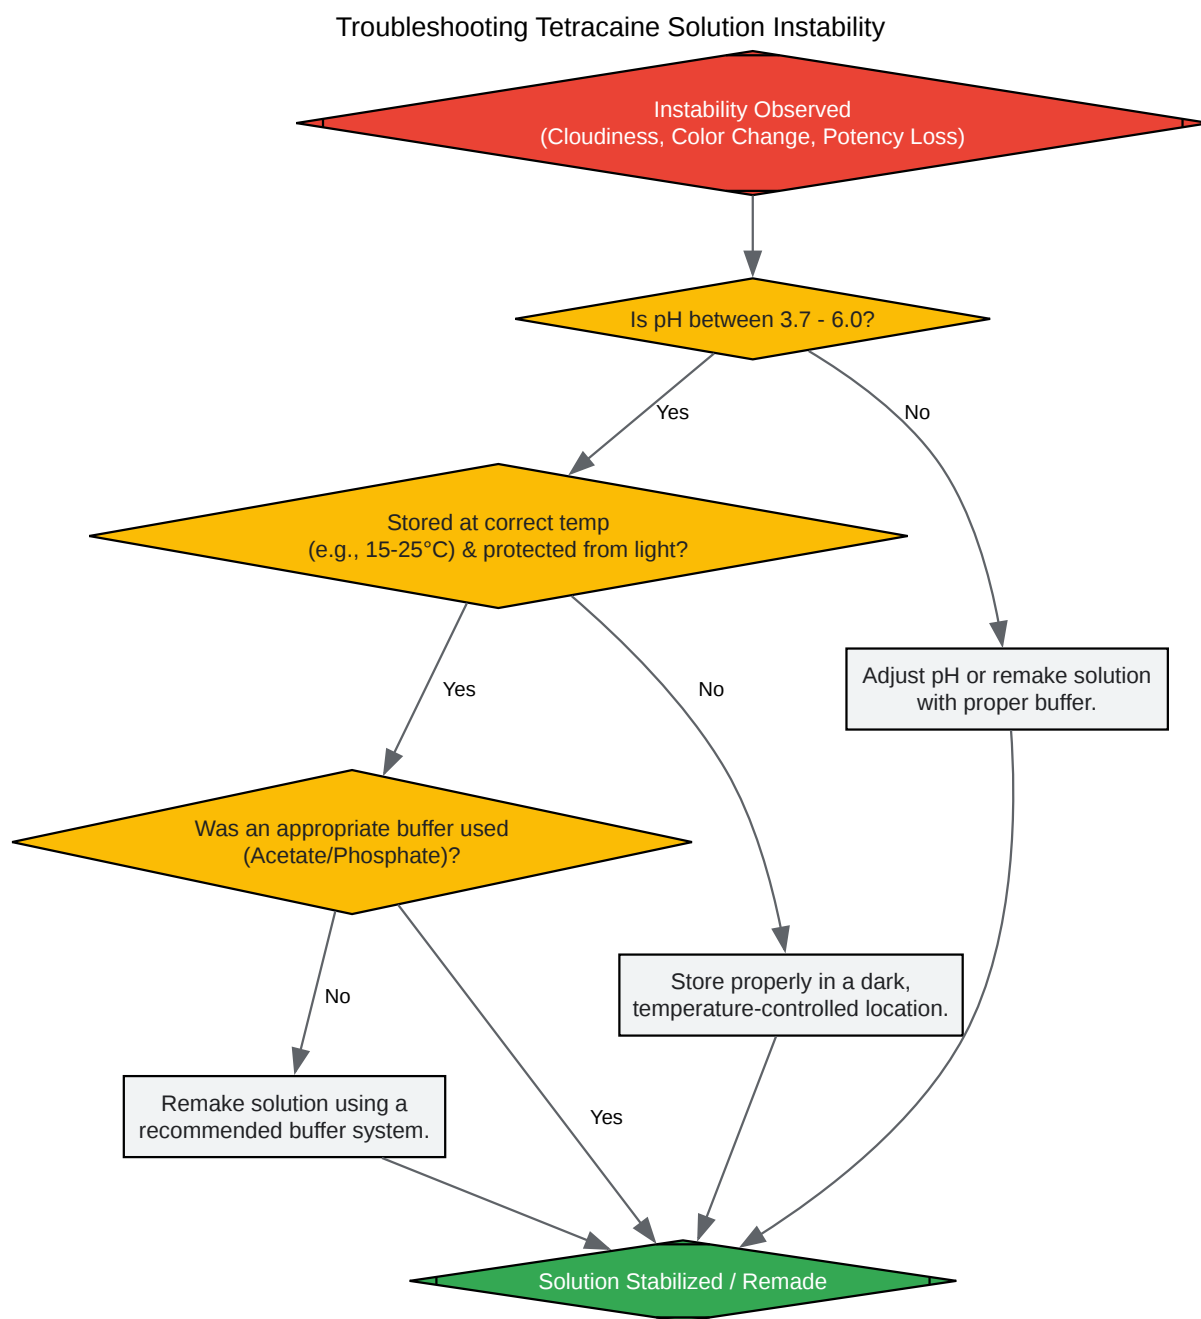 Troubleshooting Tetracaine Solution Instability
Instability Observed
(Cloudiness, Color Change, Potency Loss)
Is pH between 3.7 - 6.0?
Yes
No
Stored at correct temp
(e.g., 15-25°C) & protected from light?
Yes
No
Adjust pH or remake solution
with proper buffer.
Was an appropriate buffer used
(Acetate/Phosphate)?
Store properly in a dark,
temperature-controlled location.
No
Yes
Remake solution using a
recommended buffer system.
Solution Stabilized / Remade